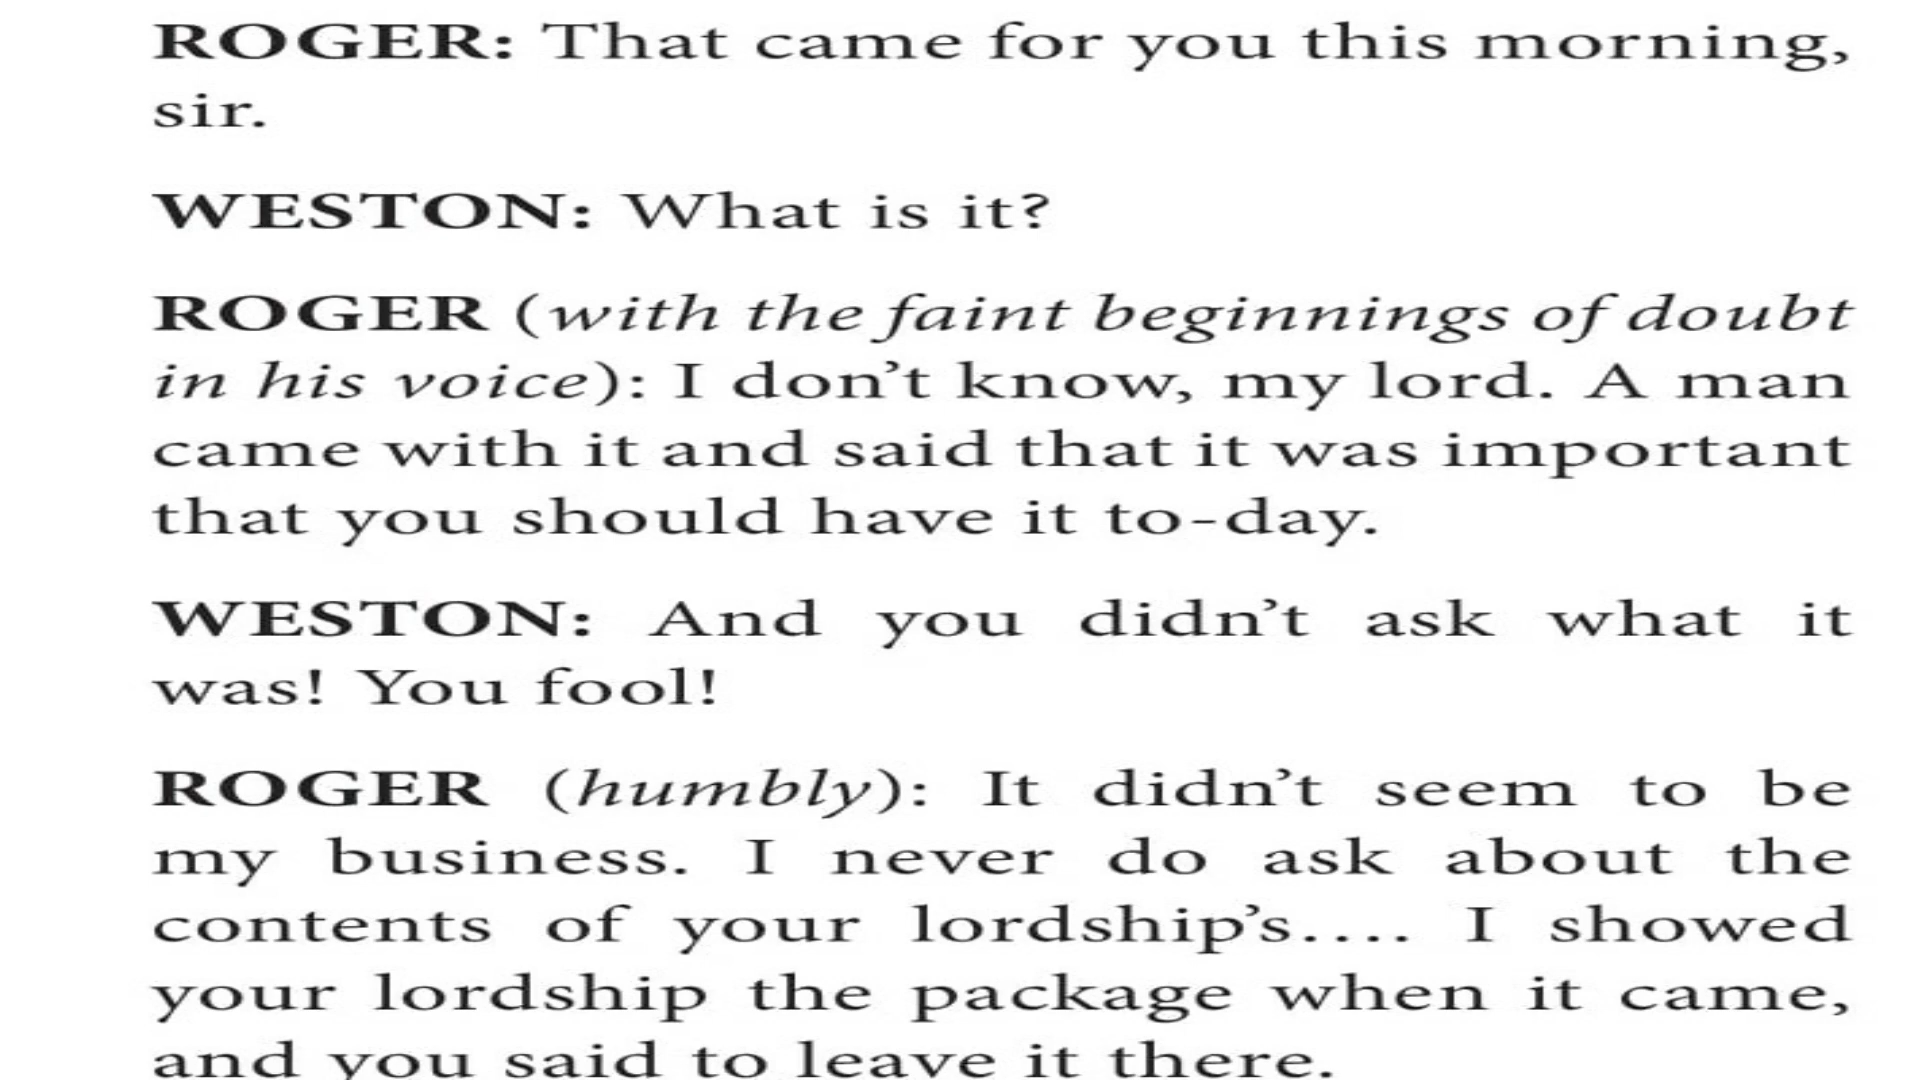 ROGER: That came for you this morning,
sir.
WESTON: What is it?
ROGER (with the faint beginnings of doubt
in his voice): I don’t know, my lord. A man
came with it and said that it was important
that you should have it to-day.
WESTON: And you didn’t ask what it
was! You fool!
ROGER (humbly): It didn’t seem to be
my business. I never do ask about the
contents of your lordship’s.... I showed
your lordship the package when it came,
and you said to leave it there.